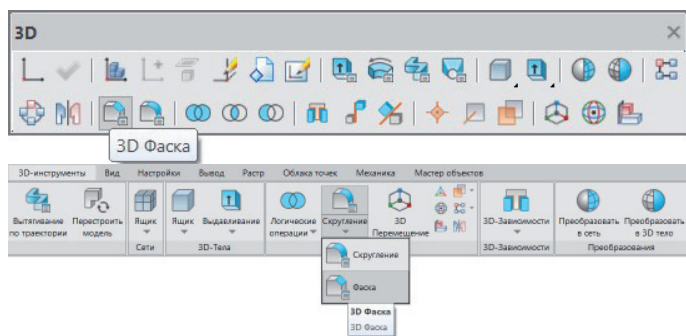 3D
3D Фаска
3D-инструменты Вид Настройки Вывод Растр Облака точек Механика Мастер объектов
Вытягивание по траектории
Перестроить модель
Ящик
Ящик
Выдавливание
Логические операции
Скругление
3D Перемещение
3D-Зависимости
Преобразовать в сеть
Преобразовать в 3D тело
Сети 3D-Тела 3D-Зависимости Преобразования
Скругление
Фаска
3D Фаска
3D Фаска